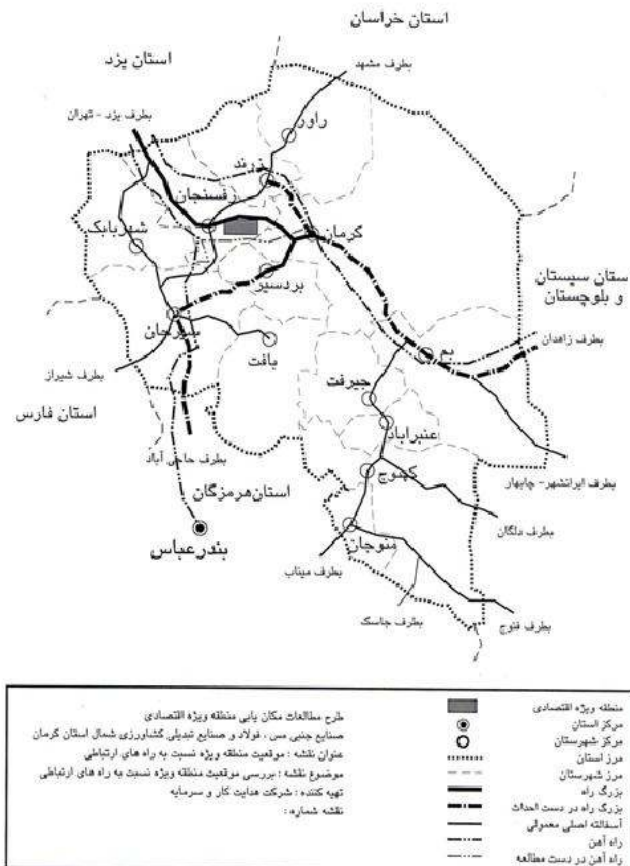 استان خراسان
استان یزد
بطرف مشهد
بطرف یزد - تهران
راور
زرند
رفسنجان
شهربابک
کرمان
استان سیستان
و بلوچستان
بردسیر
سیرجان
بم
بطرف زاهدان
بافت
بطرف شیراز
جیرفت
استان فارس
عنبراباد
بطرف حاجی آباد
کهنوج
بطرف ایرانشهر - چابهار
استان هرمزگان
بطرف دلگان
منوجان
بندرعباس
بطرف میناب
بطرف جاسک
بطرف فنوج
منطقه ویژه اقتصادی
مرکز استان
مرکز شهرستان
مرز استان
مرز شهرستان
بزرگ راه
بزرگ راه در دست احداث
آسفالته اصلی معمولی
راه آهن
راه آهن در دست مطالعه
طرح مطالعات مکان یابی منطقه ویژه اقتصادی
صنایع جنبی مس ، فولاد و صنایع تبدیلی کشاورزی شمال استان کرمان
عنوان نقشه : موقعیت منطقه ویژه نسبت به راه های ارتباطی
موضوع نقشه : بررسی موقعیت منطقه ویژه نسبت به راه های ارتباطی
تهیه کننده : شرکت هدایت کار و سرمایه
نقشه شماره :